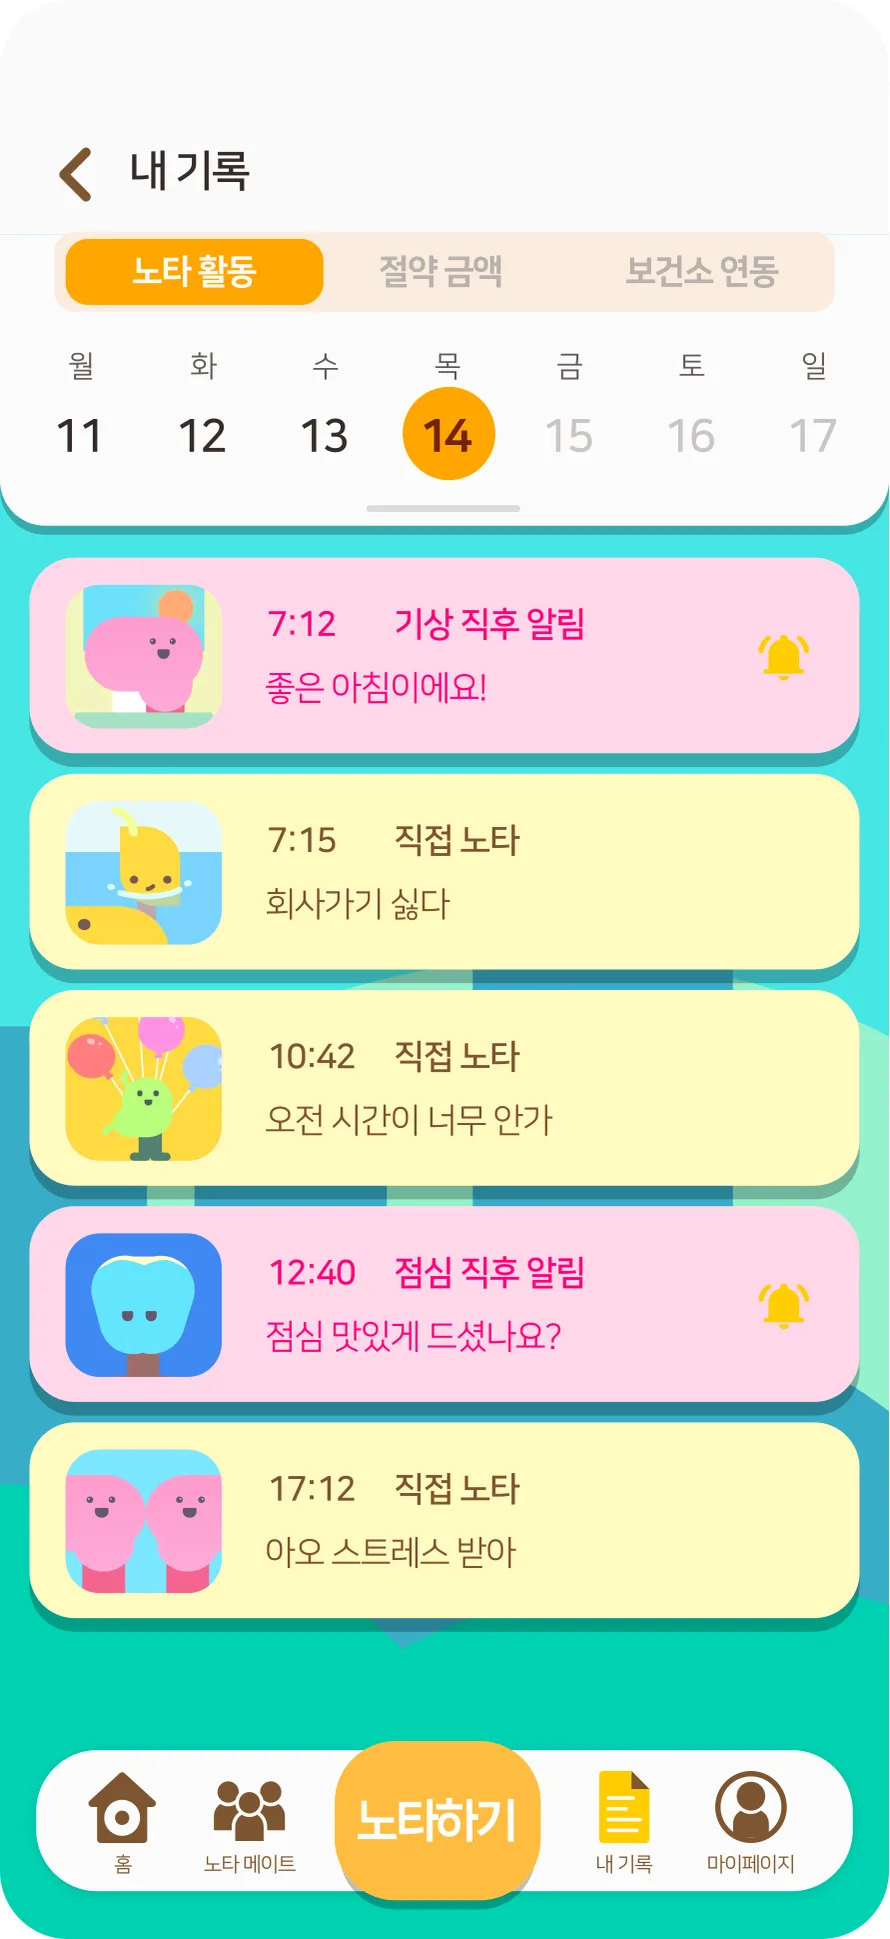 내 기록
노타 활동 절약 금액 보건소 연동
월 화 수 목 금 토 일
11 12 13 14 15 16 17
7:12 기상 직후 알림
좋은 아침이에요!
7:15 직접 노타
회사가기 싫다
10:42 직접 노타
오전 시간이 너무 안가
12:40 점심 직후 알림
점심 맛있게 드셨나요?
17:12 직접 노타
아오 스트레스 받아
노타하기
홈 노타 메이트 내 기록 마이페이지